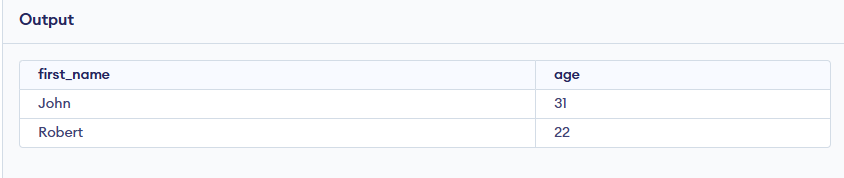 Output
first_name age
John 31
Robert 22